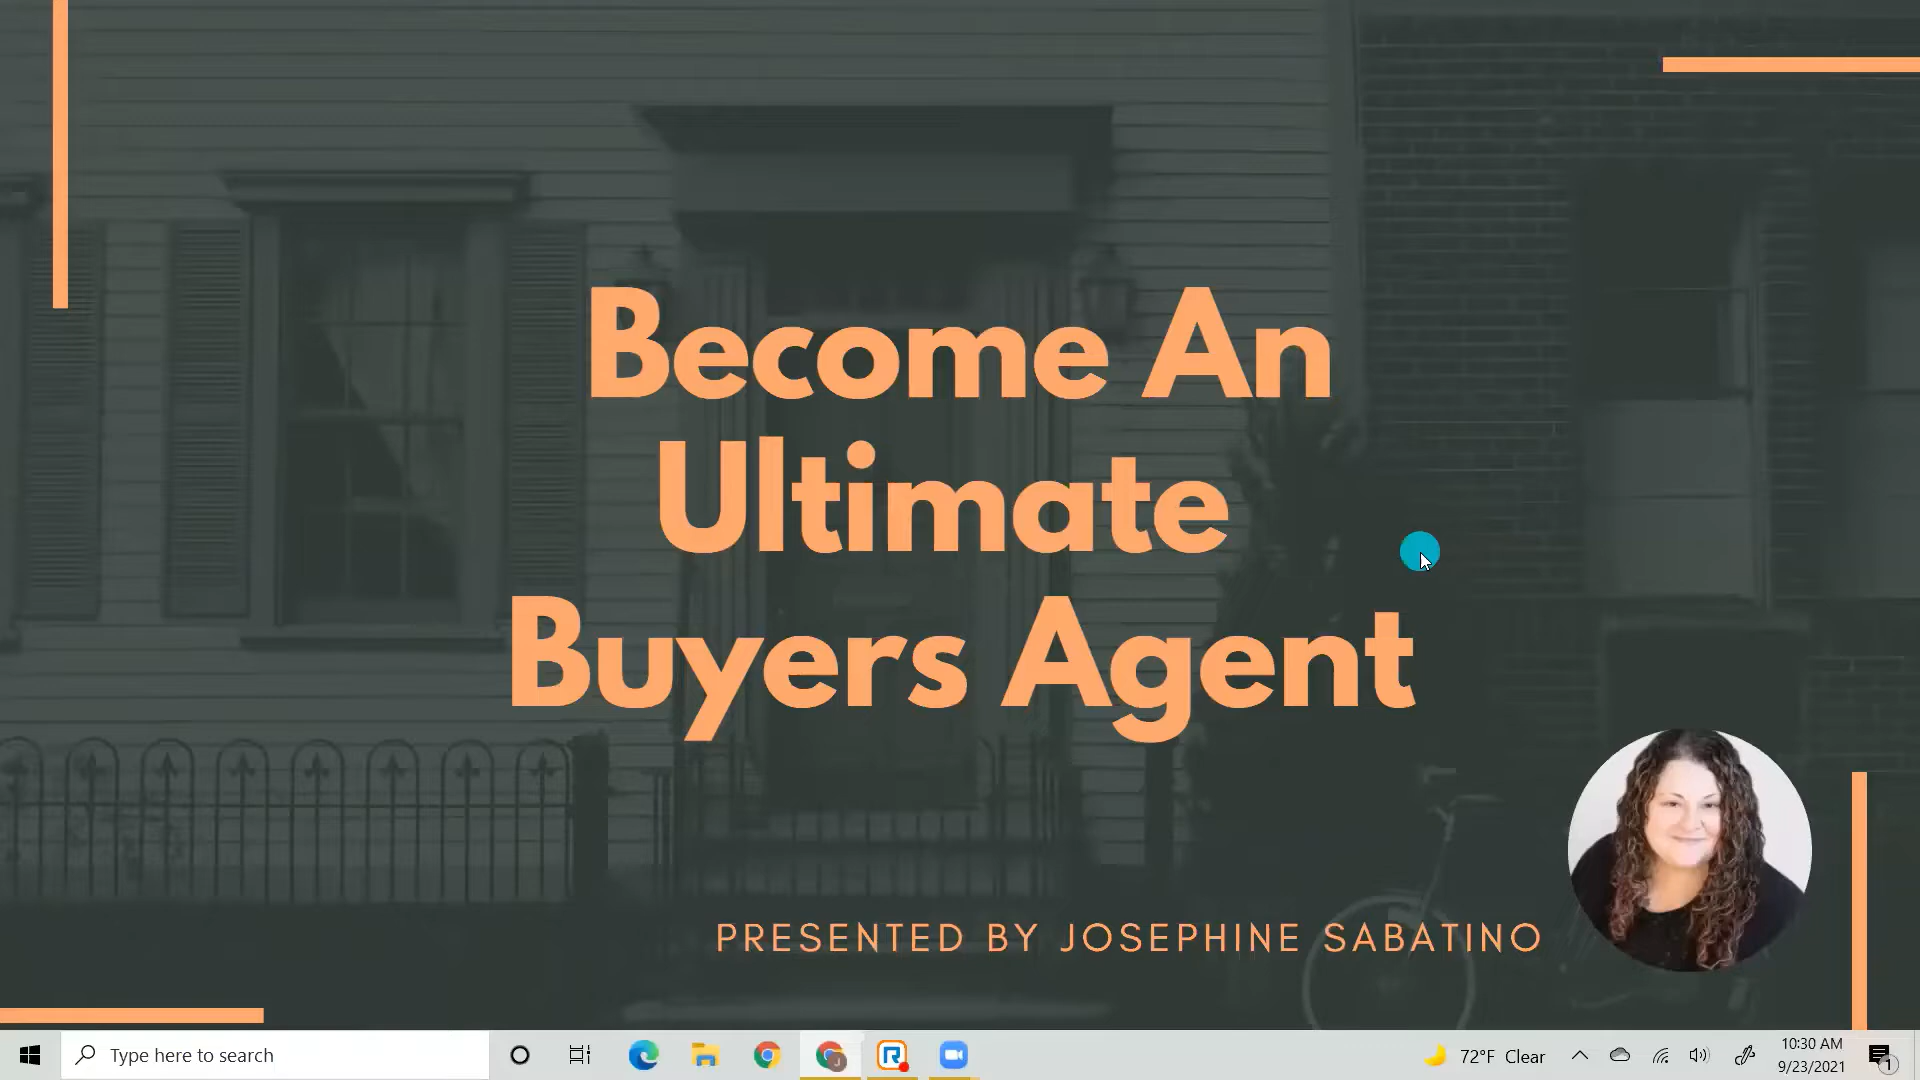 Become An
Ultimate
Buyers Agent
PRESENTED BY JOSEPHINE SABATINO
Type here to search
72°F Clear
10:30 AM
9/23/2021
1